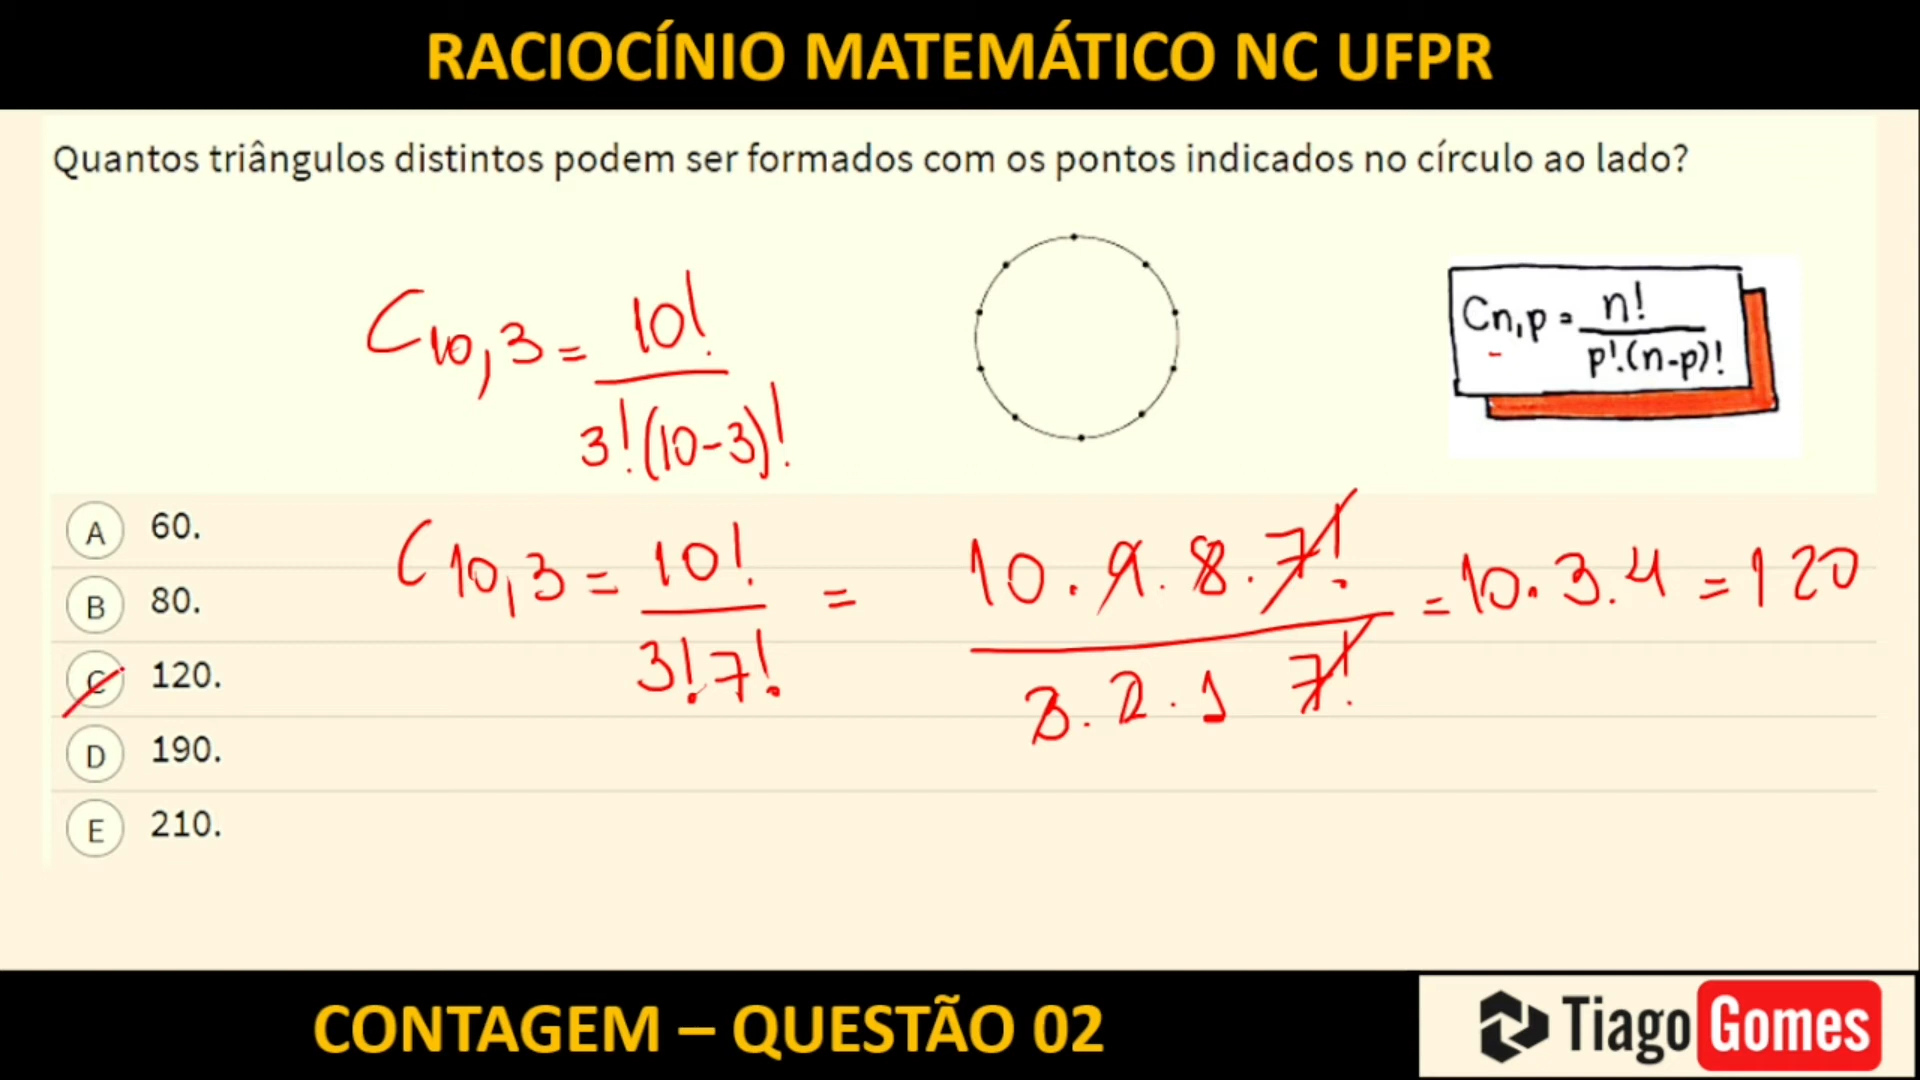 RACIOCÍNIO MATEMÁTICO NC UFPR
Quantos triângulos distintos podem ser formados com os pontos indicados no círculo ao lado?
C10,3 = 10! / 3!(10-3)!
Cn,p = n! / p!.(n-p)!
A 60.
B 80.
C 120.
D 190.
E 210.
C10,3 = 10! / 3!7! = 10.9.8.7! / 3.2.1 7! = 10.3.4 = 120
CONTAGEM – QUESTÃO 02
Tiago Gomes